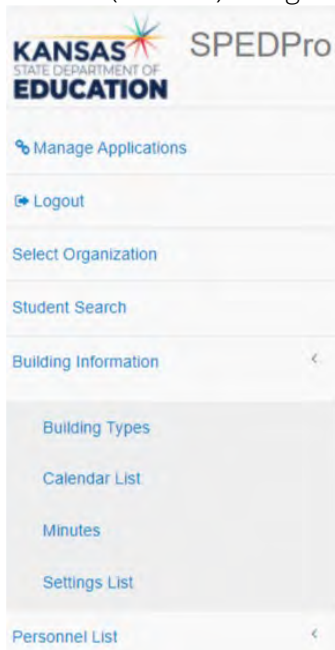 KANSAS
STATE DEPARTMENT OF
EDUCATION
SPEDPro
Manage Applications
Logout
Select Organization
Student Search
Building Information
Building Types
Calendar List
Minutes
Settings List
Personnel List